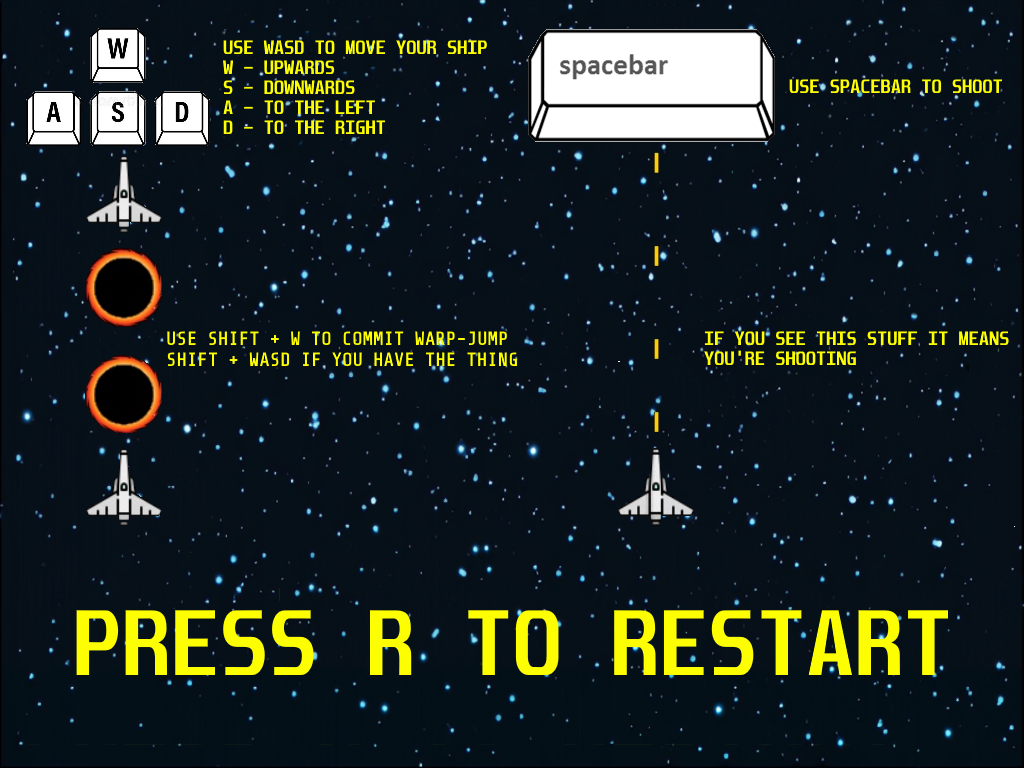 W
A S D
USE WASD TO MOVE YOUR SHIP
W - UPWARDS
S - DOWNWARDS
A - TO THE LEFT
D - TO THE RIGHT
spacebar
USE SPACEBAR TO SHOOT
USE SHIFT + W TO COMMIT WARP-JUMP
SHIFT + WASD IF YOU HAVE THE THING
IF YOU SEE THIS STUFF IT MEANS
YOU'RE SHOOTING
PRESS R TO RESTART